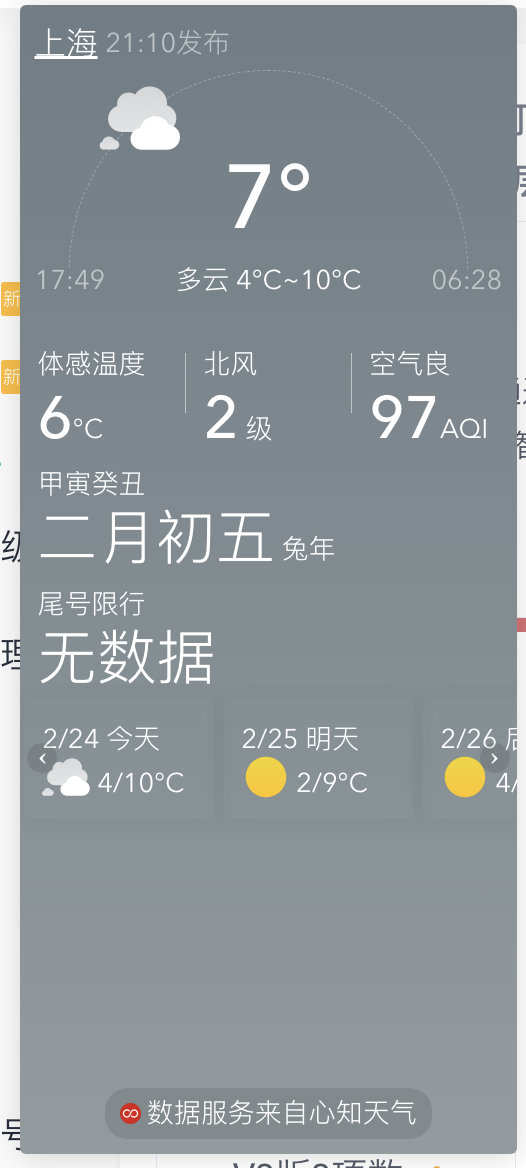 上海 21:10发布
7°
17:49 多云 4°C~10°C 06:28
体感温度 北风 空气良
6°C 2 级 97 AQI
甲寅癸丑
二月初五 兔年
尾号限行
无数据
2/24 今天 2/25 明天 2/26
4/10°C 2/9°C 4/
数据服务来自心知天气